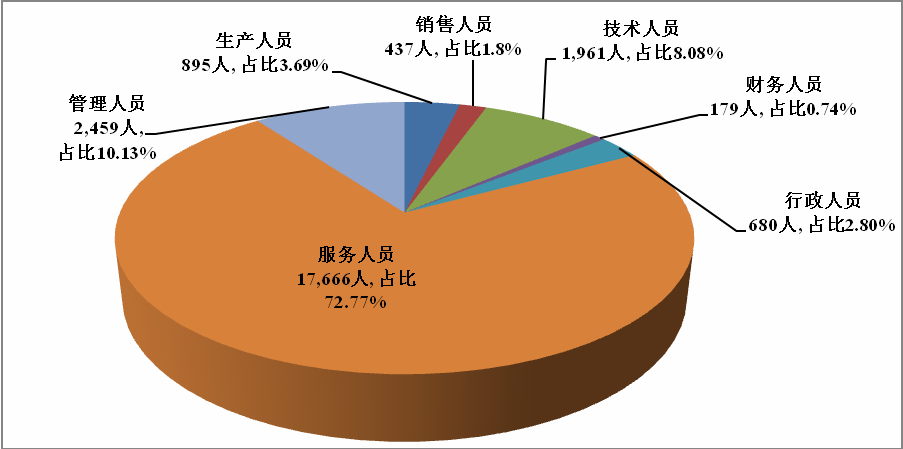 生产人员
895人, 占比3.69%
销售人员
437人, 占比1.8%
技术人员
1,961人, 占比8.08%
财务人员
179人, 占比0.74%
行政人员
680人, 占比2.80%
服务人员
17,666人, 占比
72.77%
管理人员
2,459人,
占比10.13%